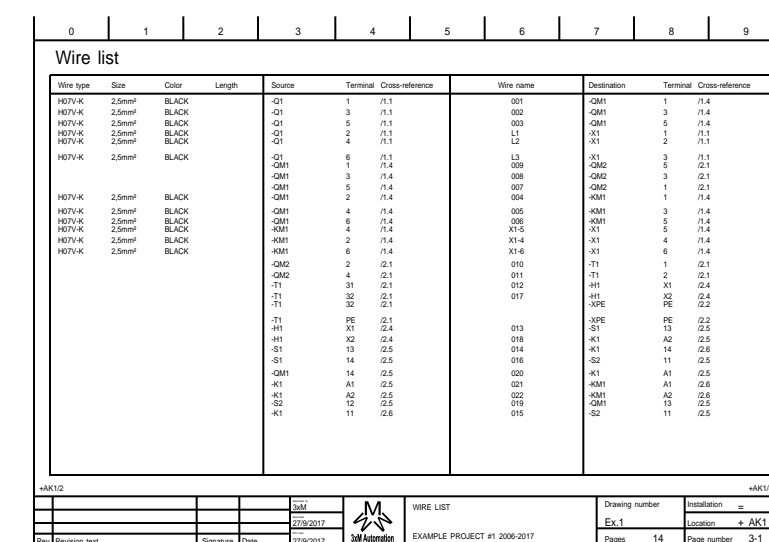 0 1 2 3 4 5 6 7 8 9
Wire list
Wire type Size Color Length Source Terminal Cross-reference Wire name Destination Terminal Cross-reference
H07V-K 2,5mm² BLACK -Q1 1 /1.1 001 -QM1 1 /1.4
H07V-K 2,5mm² BLACK -Q1 3 /1.1 002 -QM1 3 /1.4
H07V-K 2,5mm² BLACK -Q1 5 /1.1 003 -QM1 5 /1.4
H07V-K 2,5mm² BLACK -Q1 2 /1.1 L1 -X1 1 /1.1
H07V-K 2,5mm² BLACK -Q1 4 /1.1 L2 -X1 2 /1.1
H07V-K 2,5mm² BLACK -Q1 6 /1.1 L3 -X1 3 /1.1
-QM1 1 /1.4 009 -QM2 5 /2.1
-QM1 3 /1.4 008 -QM2 3 /2.1
-QM1 5 /1.4 007 -QM2 1 /2.1
H07V-K 2,5mm² BLACK -QM1 2 /1.4 004 -KM1 1 /1.4
H07V-K 2,5mm² BLACK -QM1 4 /1.4 005 -KM1 3 /1.4
H07V-K 2,5mm² BLACK -QM1 6 /1.4 006 -KM1 5 /1.4
H07V-K 2,5mm² BLACK -KM1 4 /1.4 X1-5 -X1 5 /1.4
H07V-K 2,5mm² BLACK -KM1 2 /1.4 X1-4 -X1 4 /1.4
H07V-K 2,5mm² BLACK -KM1 6 /1.4 X1-6 -X1 6 /1.4
-QM2 2 /2.1 010 -T1 1 /2.1
-QM2 4 /2.1 011 -T1 2 /2.1
-T1 31 /2.1 012 -H1 X1 /2.4
-T1 32 /2.1 017 -H1 X2 /2.4
-T1 32 /2.1 -XPE PE /2.2
-T1 PE /2.1 -XPE PE /2.2
-H1 X1 /2.4 013 -S1 13 /2.5
-H1 X2 /2.4 018 -K1 A2 /2.5
-S1 13 /2.5 014 -K1 14 /2.6
-S1 14 /2.5 016 -S2 11 /2.5
-QM1 14 /2.5 020 -K1 A1 /2.5
-K1 A1 /2.5 021 -KM1 A1 /2.6
-K1 A2 /2.5 022 -KM1 A2 /2.6
-S2 12 /2.5 019 -QM1 13 /2.5
-K1 11 /2.6 015 -S2 11 /2.5
+AK1/2 +AK1/
3xM
27/9/2017
27/9/2017
Rev Revision text Signature Date
M
3xM Automation
WIRE LIST
EXAMPLE PROJECT #1 2006-2017
Drawing number
Ex.1
Pages 14
Installation =
Location + AK1
Page number 3-1